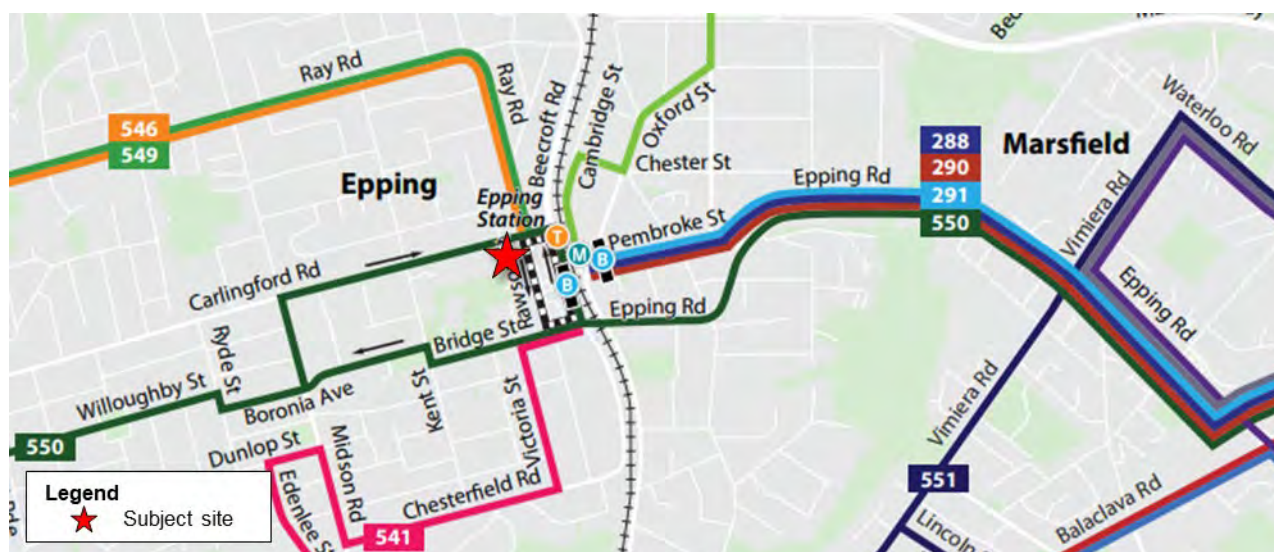 Ray Rd
546
549
Ray Rd
Beecroft Rd
Cambridge St
Oxford St
Chester St
Epping
Epping
Station
T
M
B
B
Pembroke St
Epping Rd
288
290
291
550
Marsfield
Waterloo Rd
Vimiera Rd
Epping Rd
Carlingford Rd
Bridge St
Epping Rd
Ryde St
Willoughby St
Boronia Ave
Kent St
Victoria St
550
Dunlop St
Midson Rd
Edenlee St
Chesterfield Rd
541
Vimiera Rd
551
Balaclava Rd
Lincoln
Legend
Subject site